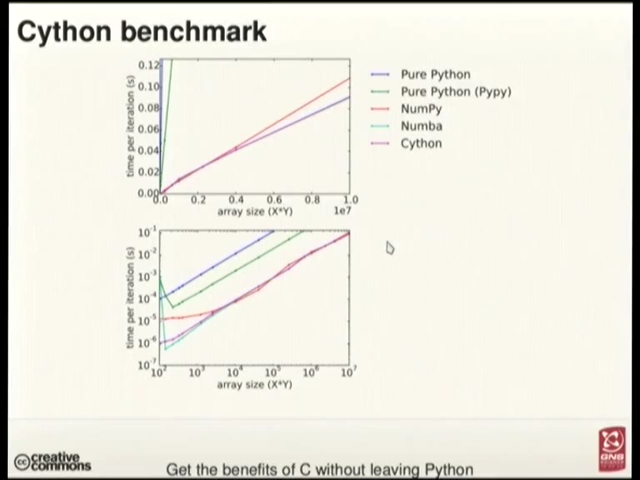 Cython benchmark
0.12
0.10
0.08
0.06
0.04
0.02
0.00
time per iteration (s)
0.0 0.2 0.4 0.6 0.8 1.0
array size (X*Y) 1e7
Pure Python
Pure Python (Pypy)
NumPy
Numba
Cython
10⁻¹
10⁻²
10⁻³
10⁻⁴
10⁻⁵
10⁻⁶
10⁻⁷
time per iteration (s)
10² 10³ 10⁴ 10⁵ 10⁶ 10⁷
array size (X*Y)
cc creative commons
Get the benefits of C without leaving Python
GNS